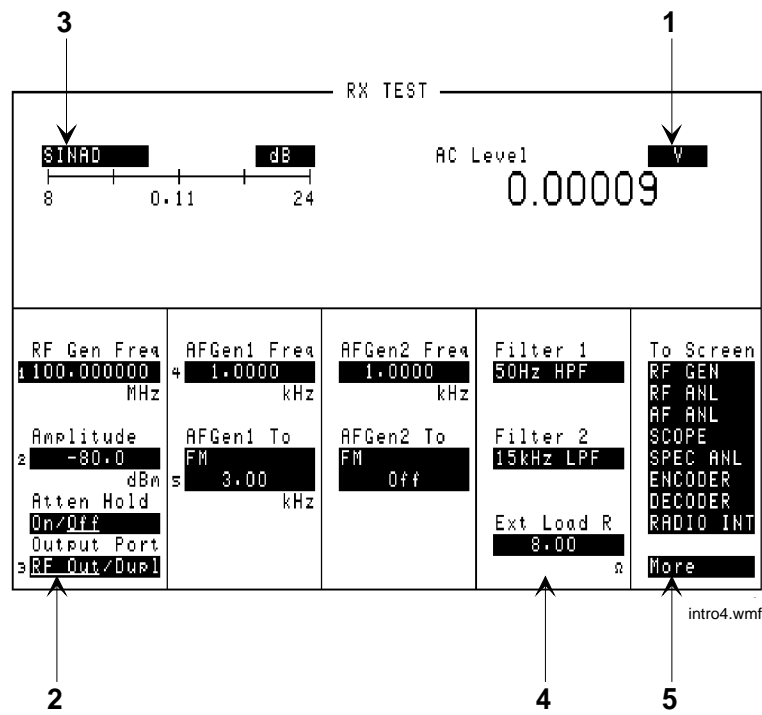 3
1
RX TEST
SINAD dB
8 0.11 24
AC Level V
0.00009
RF Gen Freq
1 100.000000
MHz
Amplitude
2 -80.0
dBm
Atten Hold
On/Off
Output Port
3 RF Out/Dupl
AFGen1 Freq
4 1.0000
kHz
AFGen1 To
FM
5 3.00
kHz
AFGen2 Freq
1.0000
kHz
AFGen2 To
FM
Off
Filter 1
50Hz HPF
Filter 2
15kHz LPF
Ext Load R
8.00
Ω
To Screen
RF GEN
RF ANL
AF ANL
SCOPE
SPEC ANL
ENCODER
DECODER
RADIO INT
More
intro4.wmf
2
4
5